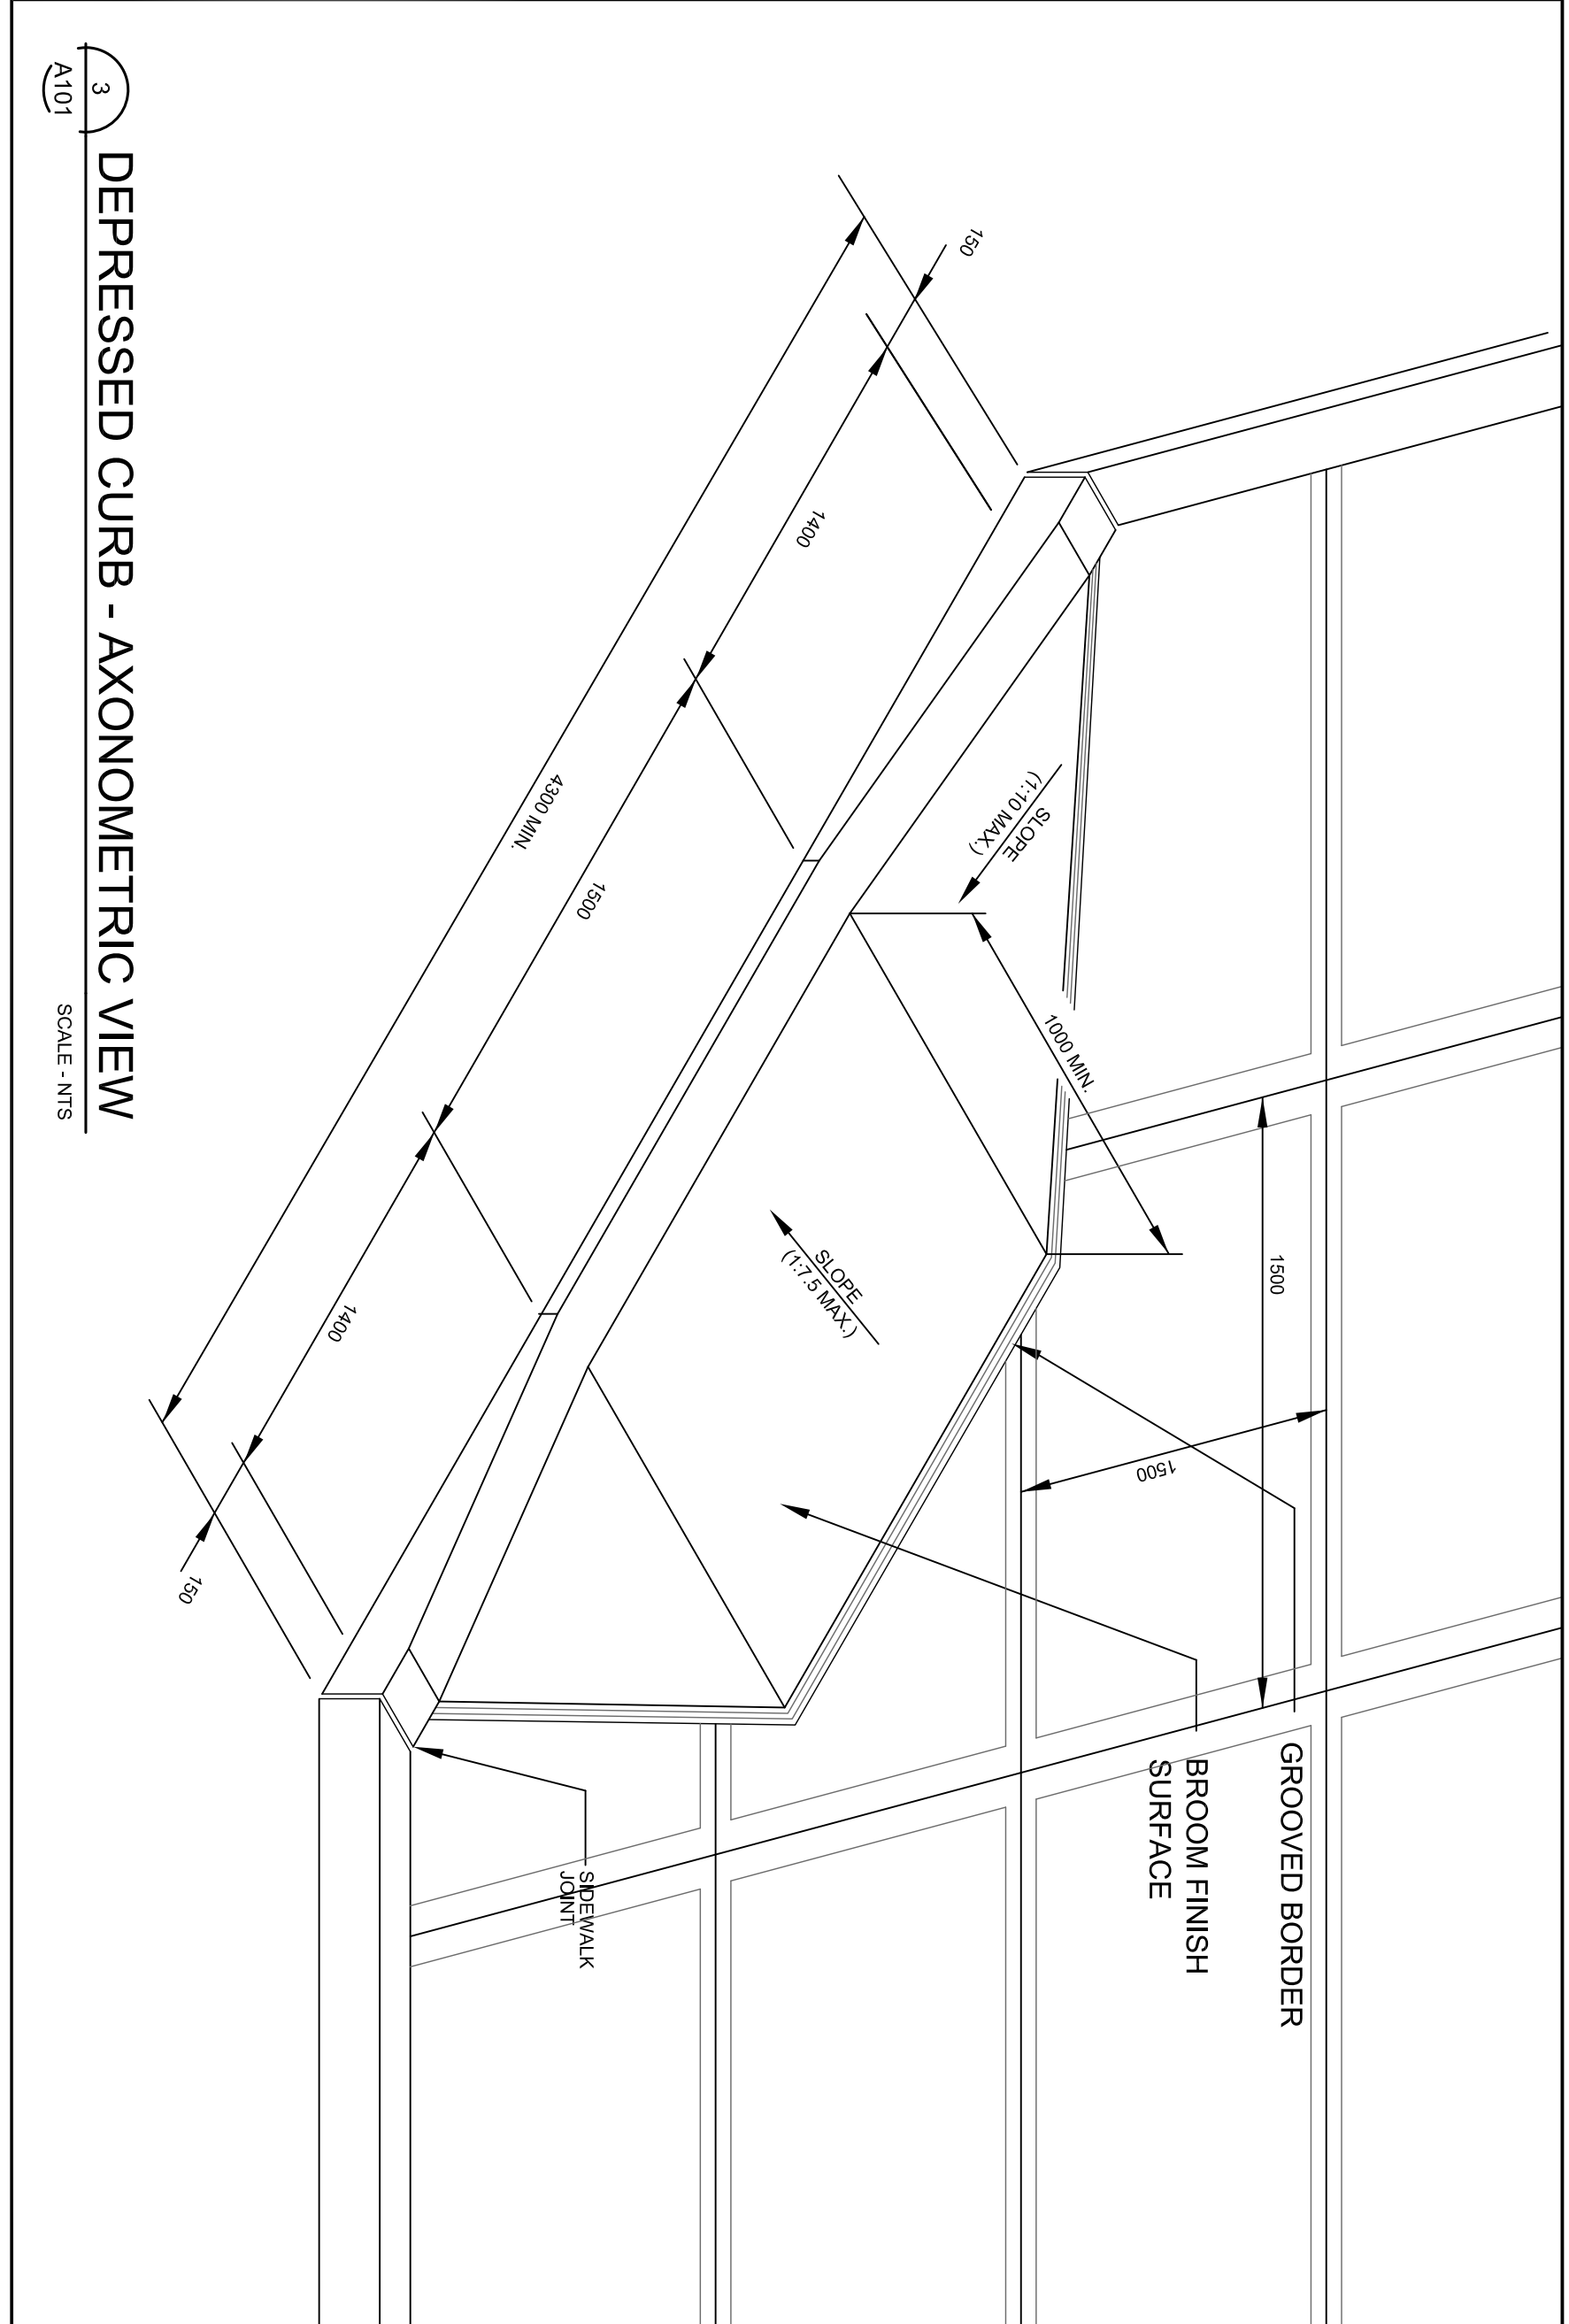 GROOVED BORDER
BROOM FINISH
SURFACE
1500
1500
1000 MIN.
SLOPE
(1:10 MAX.)
SLOPE
(1:7.5 MAX.)
150
1400
1500
1400
150
4300 MIN.
SIDEWALK
JOINT
3
A101
DEPRESSED CURB - AXONOMETRIC VIEW
SCALE - NTS